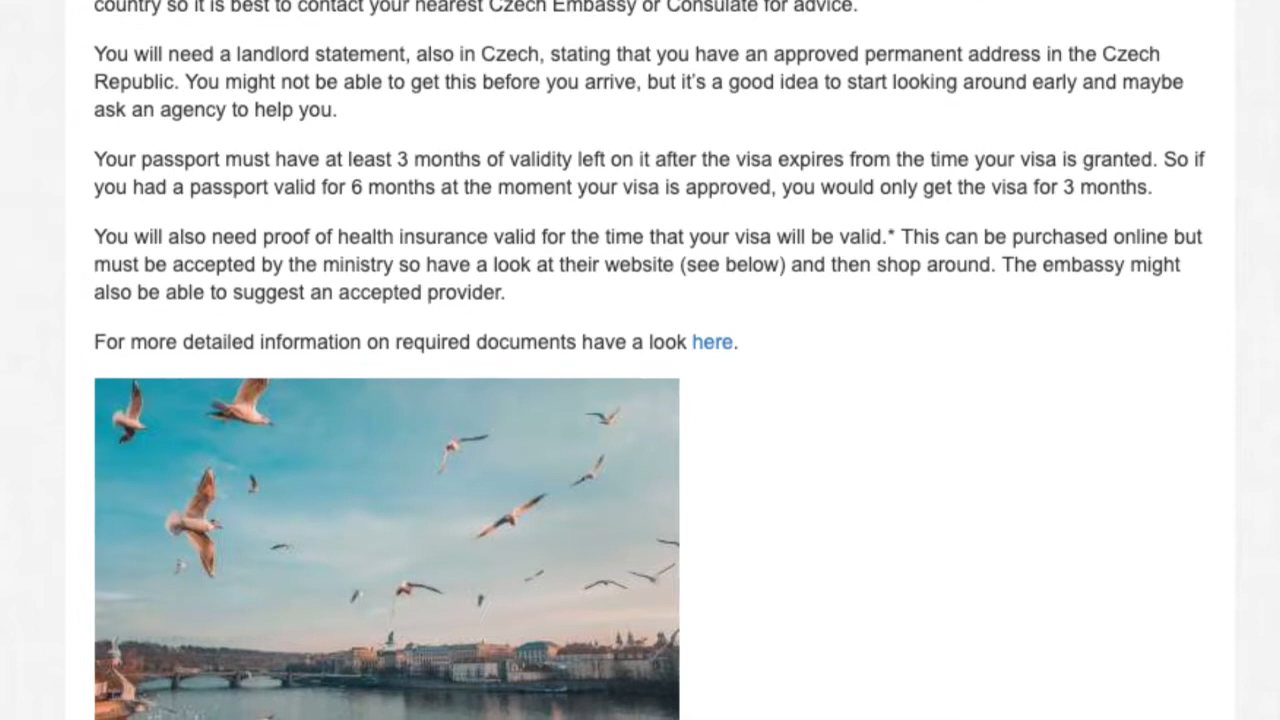 country so it is best to contact your nearest Czech Embassy or Consulate for advice.
You will need a landlord statement, also in Czech, stating that you have an approved permanent address in the Czech
Republic. You might not be able to get this before you arrive, but it’s a good idea to start looking around early and maybe
ask an agency to help you.
Your passport must have at least 3 months of validity left on it after the visa expires from the time your visa is granted. So if
you had a passport valid for 6 months at the moment your visa is approved, you would only get the visa for 3 months.
You will also need proof of health insurance valid for the time that your visa will be valid.* This can be purchased online but
must be accepted by the ministry so have a look at their website (see below) and then shop around. The embassy might
also be able to suggest an accepted provider.
For more detailed information on required documents have a look here.